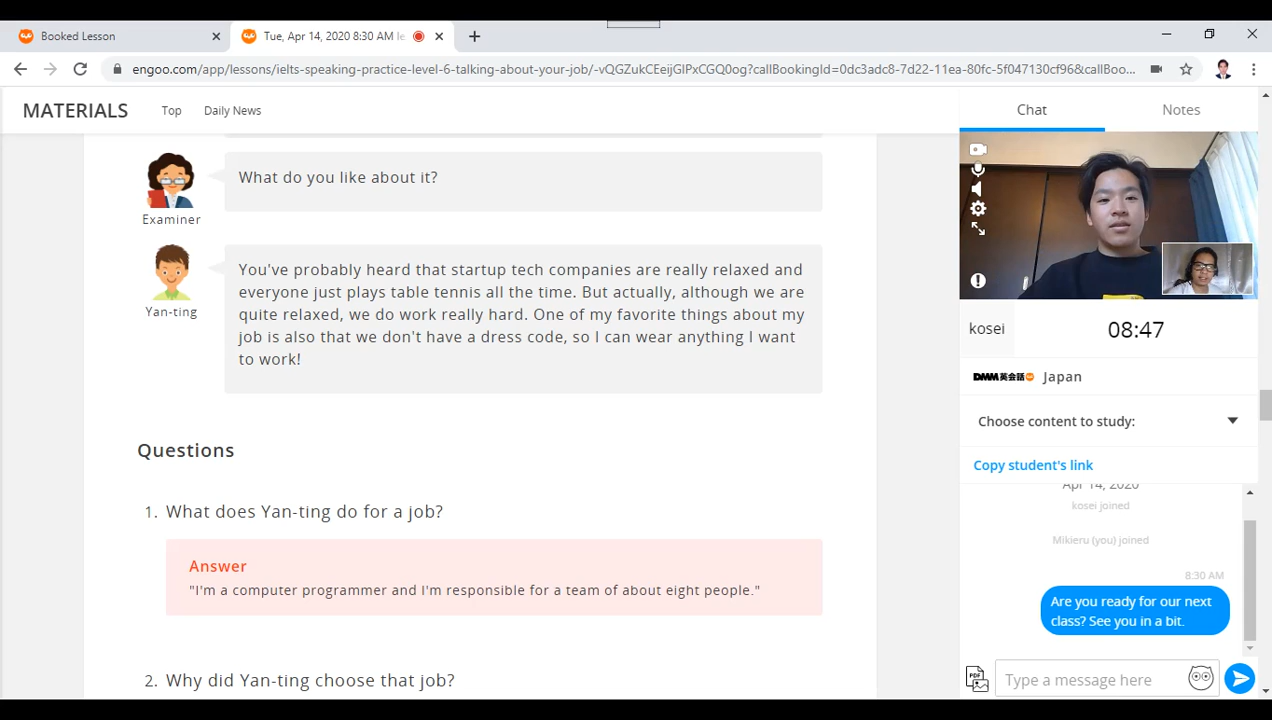 Booked Lesson
Tue, Apr 14, 2020 8:30 AM le
engoo.com/app/lessons/ielts-speaking-practice-level-6-talking-about-your-job/-vQGZukCEeijGlPxCGQ0og?callBookingId=0dc3adc8-7d22-11ea-80fc-5f047130cf96&callBoo...
MATERIALS
Top
Daily News
What do you like about it?
Examiner
You've probably heard that startup tech companies are really relaxed and
everyone just plays table tennis all the time. But actually, although we are
quite relaxed, we do work really hard. One of my favorite things about my
job is also that we don't have a dress code, so I can wear anything I want
to work!
Yan-ting
Questions
1. What does Yan-ting do for a job?
Answer
"I'm a computer programmer and I'm responsible for a team of about eight people."
2. Why did Yan-ting choose that job?
Chat
Notes
kosei
08:47
DMM英会話
Japan
Choose content to study:
Copy student's link
Apr 14, 2020
kosei joined
Mikieru (you) joined
8:30 AM
Are you ready for our next
class? See you in a bit.
PDF
Type a message here